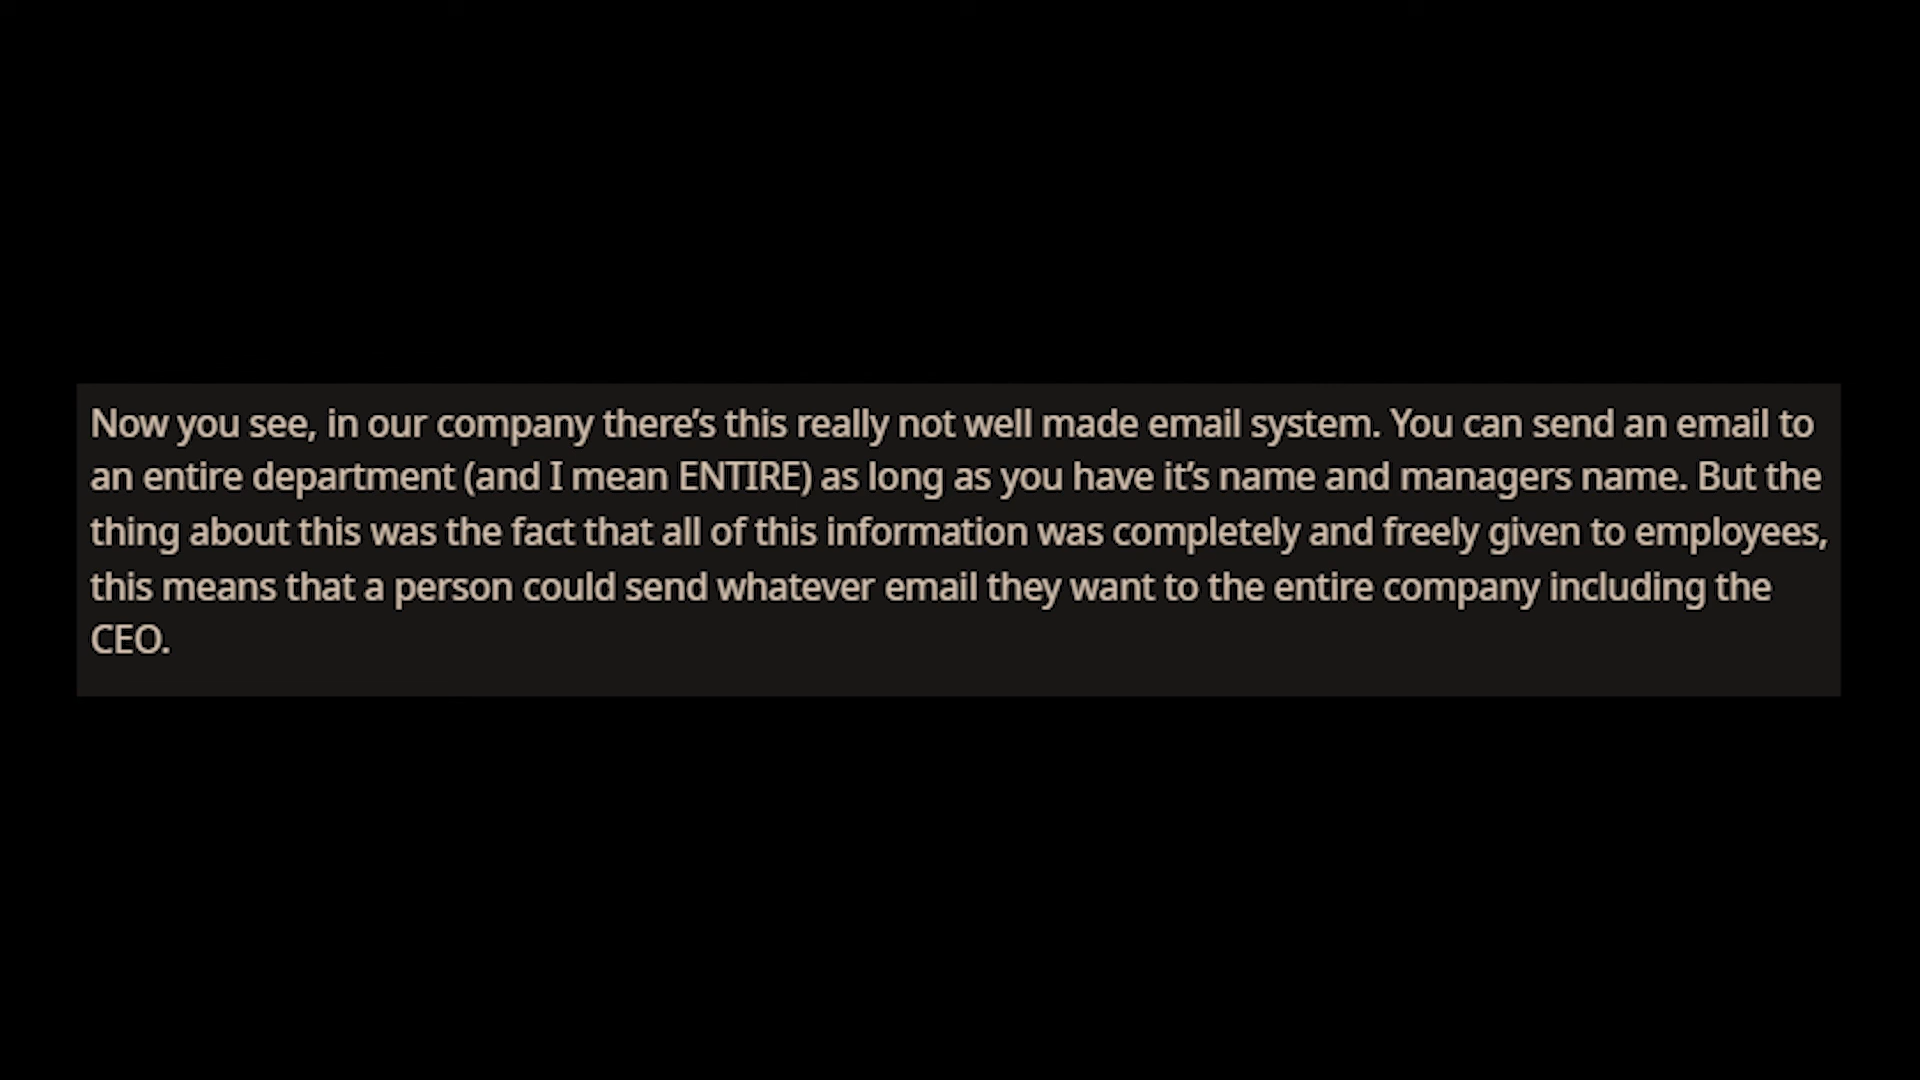 Now you see, in our company there’s this really not well made email system. You can send an email to
an entire department (and I mean ENTIRE) as long as you have it’s name and managers name. But the
thing about this was the fact that all of this information was completely and freely given to employees,
this means that a person could send whatever email they want to the entire company including the
CEO.